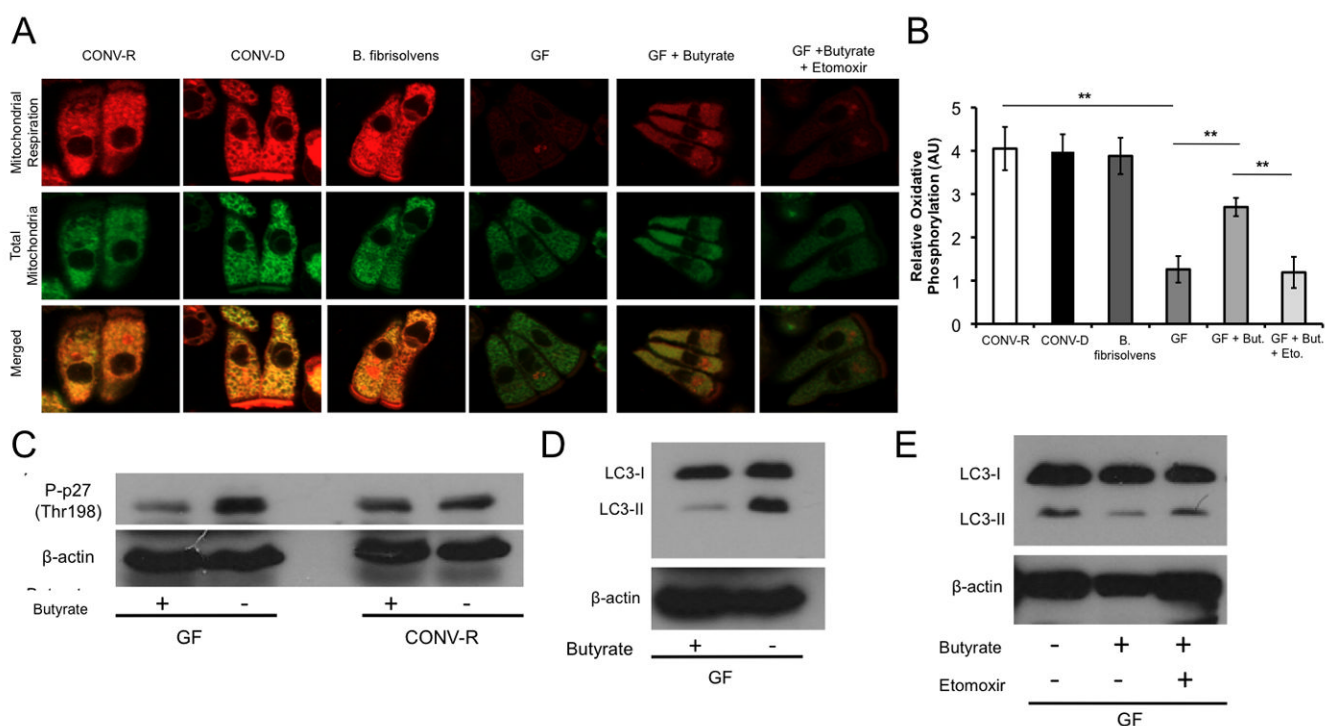 A
CONV-R
CONV-D
B. fibrisolvens
GF
GF + Butyrate
GF +Butyrate
+ Etomoxir
Mitochondrial
Respiration
Total
Mitochondria
Merged
B
**
**
**
Relative Oxidative
Phosphorylation (AU)
5
4
3
2
1
0
CONV-R
CONV-D
B.
fibrisolvens
GF
GF + But.
GF + But.
+ Eto.
C
P-p27
(Thr198)
β-actin
Butyrate
+
-
+
-
GF
CONV-R
D
LC3-I
LC3-II
β-actin
Butyrate
+
-
GF
E
LC3-I
LC3-II
β-actin
Butyrate
-
+
+
Etomoxir
-
-
+
GF